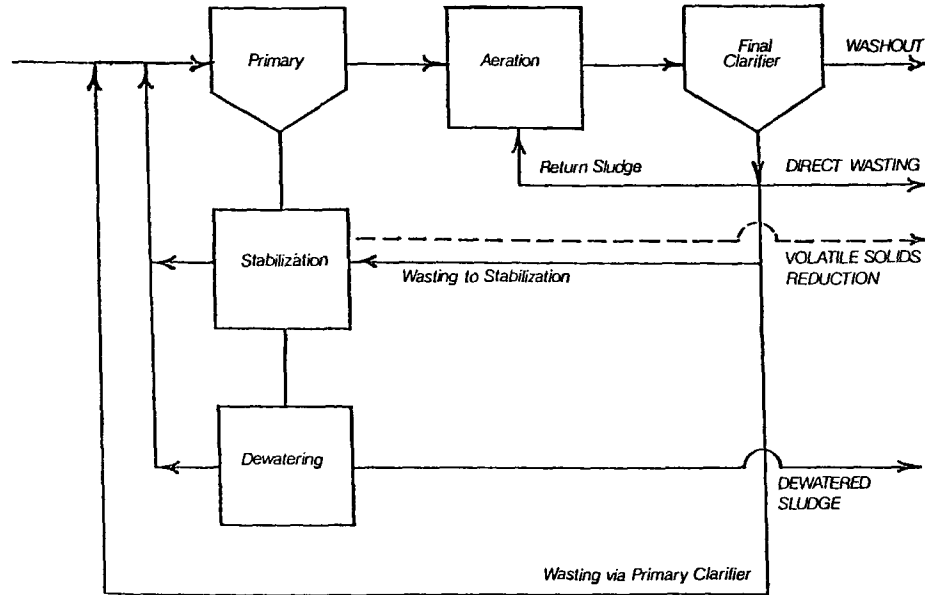 Primary
Aeration
Final
Clarifier
WASHOUT
Return Sludge
DIRECT WASTING
Stabilization
Wasting to Stabilization
VOLATILE SOLIDS
REDUCTION
Dewatering
DEWATERED
SLUDGE
Wasting via Primary Clarifier